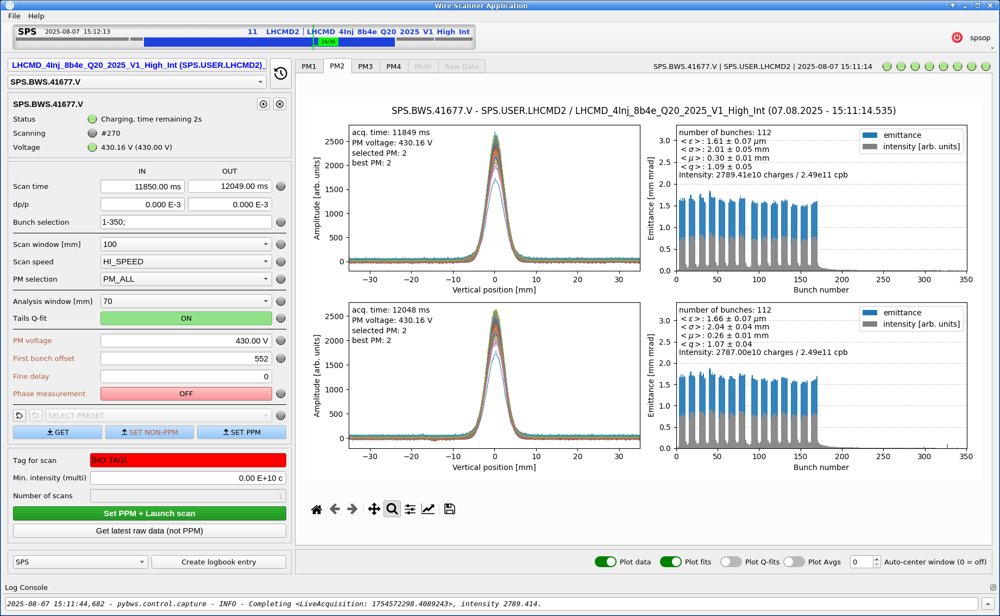 Wire Scanner Application
File Help
SPS 2025-08-07 15:12:13 11 LHCMD2 | LHCMD 4Inj 8b4e Q20 2025 V1 High Int
24/36
spsop
LHCMD_4Inj_8b4e_Q20_2025_V1_High_Int (SPS.USER.LHCMD2)
SPS.BWS.41677.V
SPS.BWS.41677.V
Status Charging, time remaining 2s
Scanning #270
Voltage 430.16 V (430.00 V)
IN OUT
Scan time 11850.00 ms 12049.00 ms
dp/p 0.000 E-3 0.000 E-3
Bunch selection 1-350;
Scan window [mm] 100
Scan speed HI_SPEED
PM selection PM_ALL
Analysis window [mm] 70
Tails Q-fit ON
PM voltage 430.00 V
First bunch offset 552
Fine delay 0
Phase measurement OFF
SELECT PRESET
GET SET NON-PPM SET PPM
Tag for scan [NO TAG]
Min. intensity (multi) 0.00 E+10 c
Number of scans 1
Set PPM + Launch scan
Get latest raw data (not PPM)
SPS Create logbook entry
PM1 PM2 PM3 PM4 Multi Raw Data
SPS.BWS.41677.V | SPS.USER.LHCMD2 | 2025-08-07 15:11:14
SPS.BWS.41677.V - SPS.USER.LHCMD2 / LHCMD_4Inj_8b4e_Q20_2025_V1_High_Int (07.08.2025 - 15:11:14.535)
acq. time: 11849 ms
PM voltage: 430.16 V
selected PM: 2
best PM: 2
Amplitude [arb. units]
2500
2000
1500
1000
500
0
−30 −20 −10 0 10 20 30
Vertical position [mm]
number of bunches: 112
< ε >: 1.61 ± 0.07 μm
< σ >: 2.01 ± 0.05 mm
< μ >: 0.30 ± 0.01 mm
< q >: 1.09 ± 0.05
Intensity: 2789.41e10 charges / 2.49e11 cpb
emittance
intensity [arb. units]
Emittance [mm mrad]
3.0
2.5
2.0
1.5
1.0
0.5
0.0
0 50 100 150 200 250 300 350
Bunch number
acq. time: 12048 ms
PM voltage: 430.16 V
selected PM: 2
best PM: 2
Amplitude [arb. units]
2500
2000
1500
1000
500
0
−30 −20 −10 0 10 20 30
Vertical position [mm]
number of bunches: 112
< ε >: 1.66 ± 0.07 μm
< σ >: 2.04 ± 0.04 mm
< μ >: 0.26 ± 0.01 mm
< q >: 1.07 ± 0.04
Intensity: 2787.00e10 charges / 2.49e11 cpb
emittance
intensity [arb. units]
Emittance [mm mrad]
3.0
2.5
2.0
1.5
1.0
0.5
0.0
0 50 100 150 200 250 300 350
Bunch number
Plot data Plot fits Plot Q-fits Plot Avgs 0 Auto-center window (0 = off)
Log Console
2025-08-07 15:11:44,682 - pybws.control.capture - INFO - Completing <LiveAcquisition: 1754572298.4089243>, intensity 2789.414.